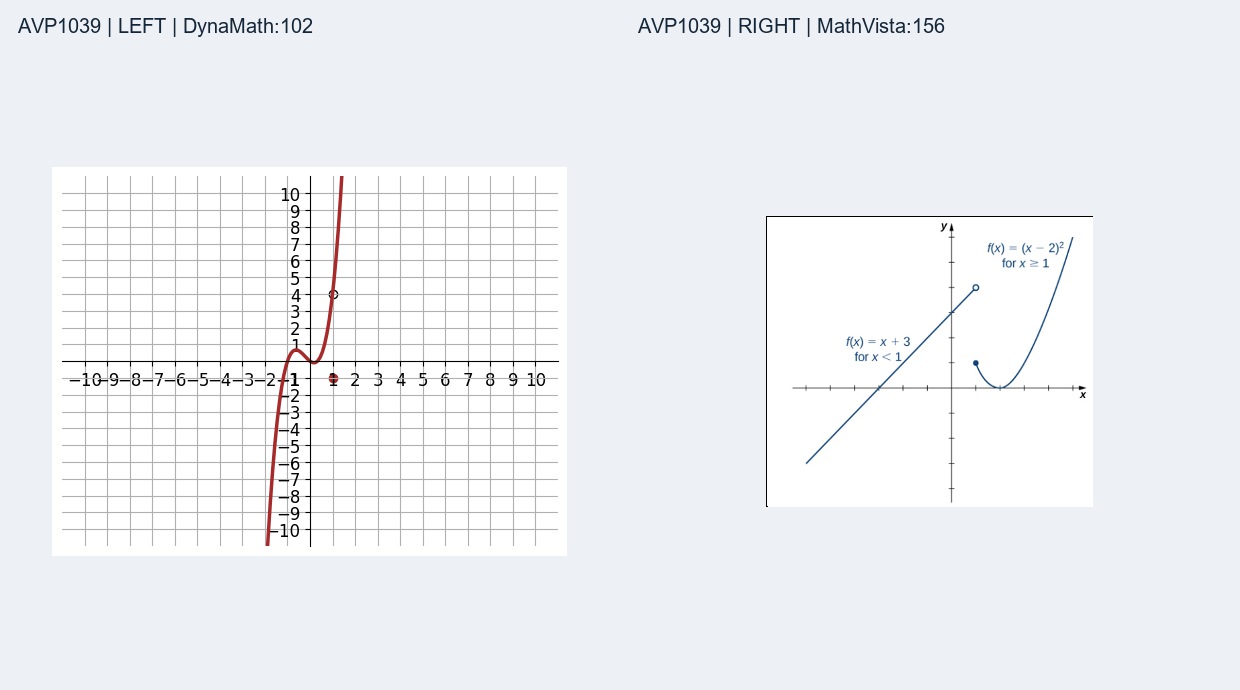 AVP1039 | LEFT | DynaMath:102
AVP1039 | RIGHT | MathVista:156
10
9
8
7
6
5
4
3
2
1
−10 −9 −8 −7 −6 −5 −4 −3 −2 −1 1 2 3 4 5 6 7 8 9 10
−2
−3
−4
−5
−6
−7
−8
−9
−10
y
f(x) = (x − 2)²
for x ≥ 1
f(x) = x + 3
for x < 1
x